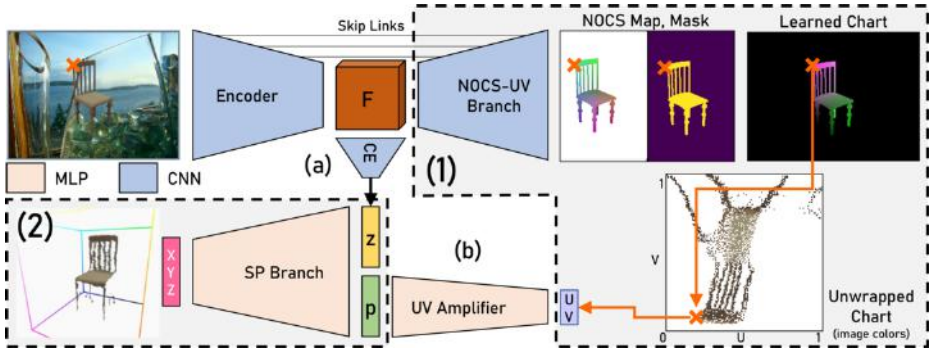 Skip Links
NOCS Map, Mask
Learned Chart
Encoder
F
NOCS-UV
Branch
CE
(a)
(1)
MLP
CNN
(2)
X
Y
Z
SP Branch
z
p
(b)
UV Amplifier
U
V
1
V
0
U
1
Unwrapped
Chart
(image colors)